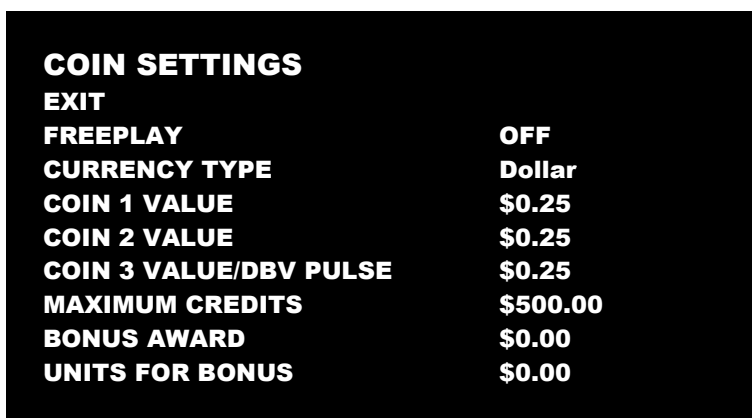 COIN SETTINGS
EXIT
FREEPLAY OFF
CURRENCY TYPE Dollar
COIN 1 VALUE $0.25
COIN 2 VALUE $0.25
COIN 3 VALUE/DBV PULSE $0.25
MAXIMUM CREDITS $500.00
BONUS AWARD $0.00
UNITS FOR BONUS $0.00